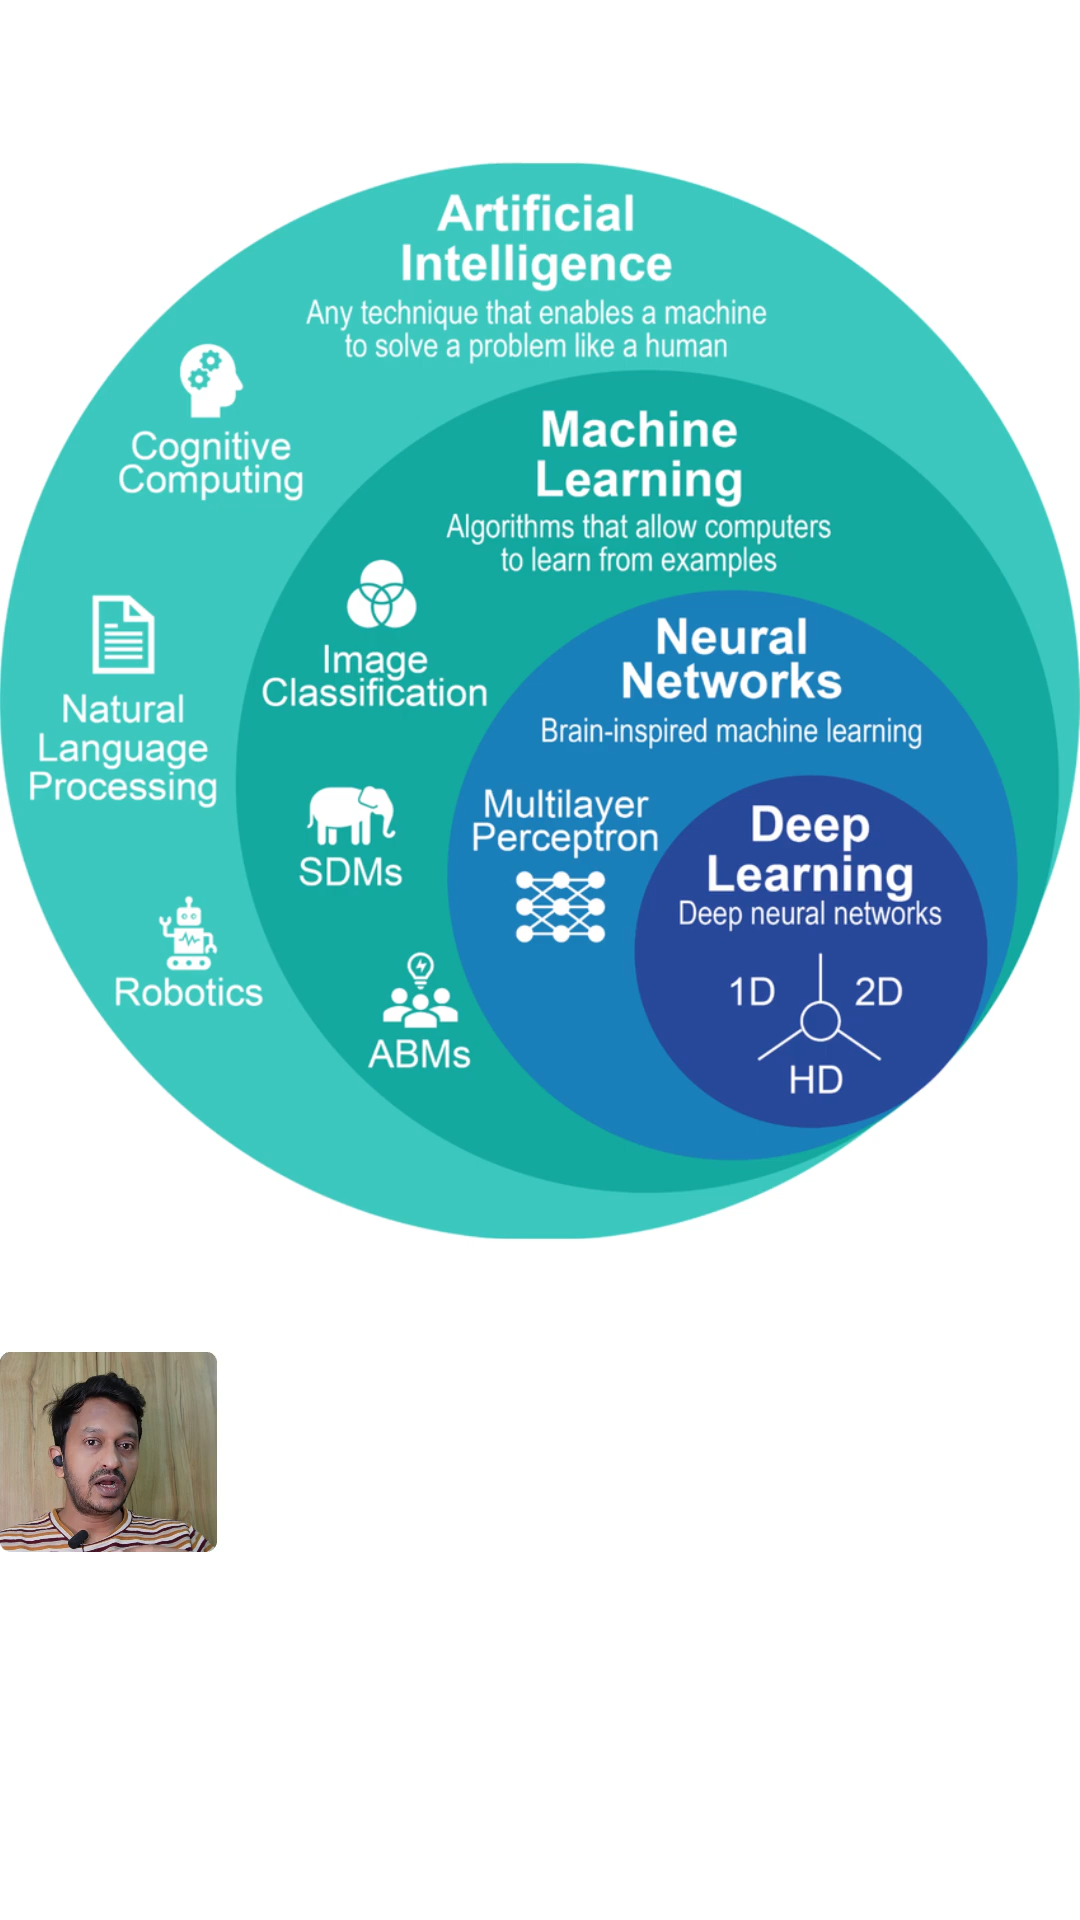 Artificial
Intelligence
Any technique that enables a machine
to solve a problem like a human
Cognitive
Computing
Machine
Learning
Algorithms that allow computers
to learn from examples
Image
Classification
Neural
Networks
Brain-inspired machine learning
Natural
Language
Processing
SDMs
Multilayer
Perceptron
Deep
Learning
Deep neural networks
1D
2D
HD
Robotics
ABMs